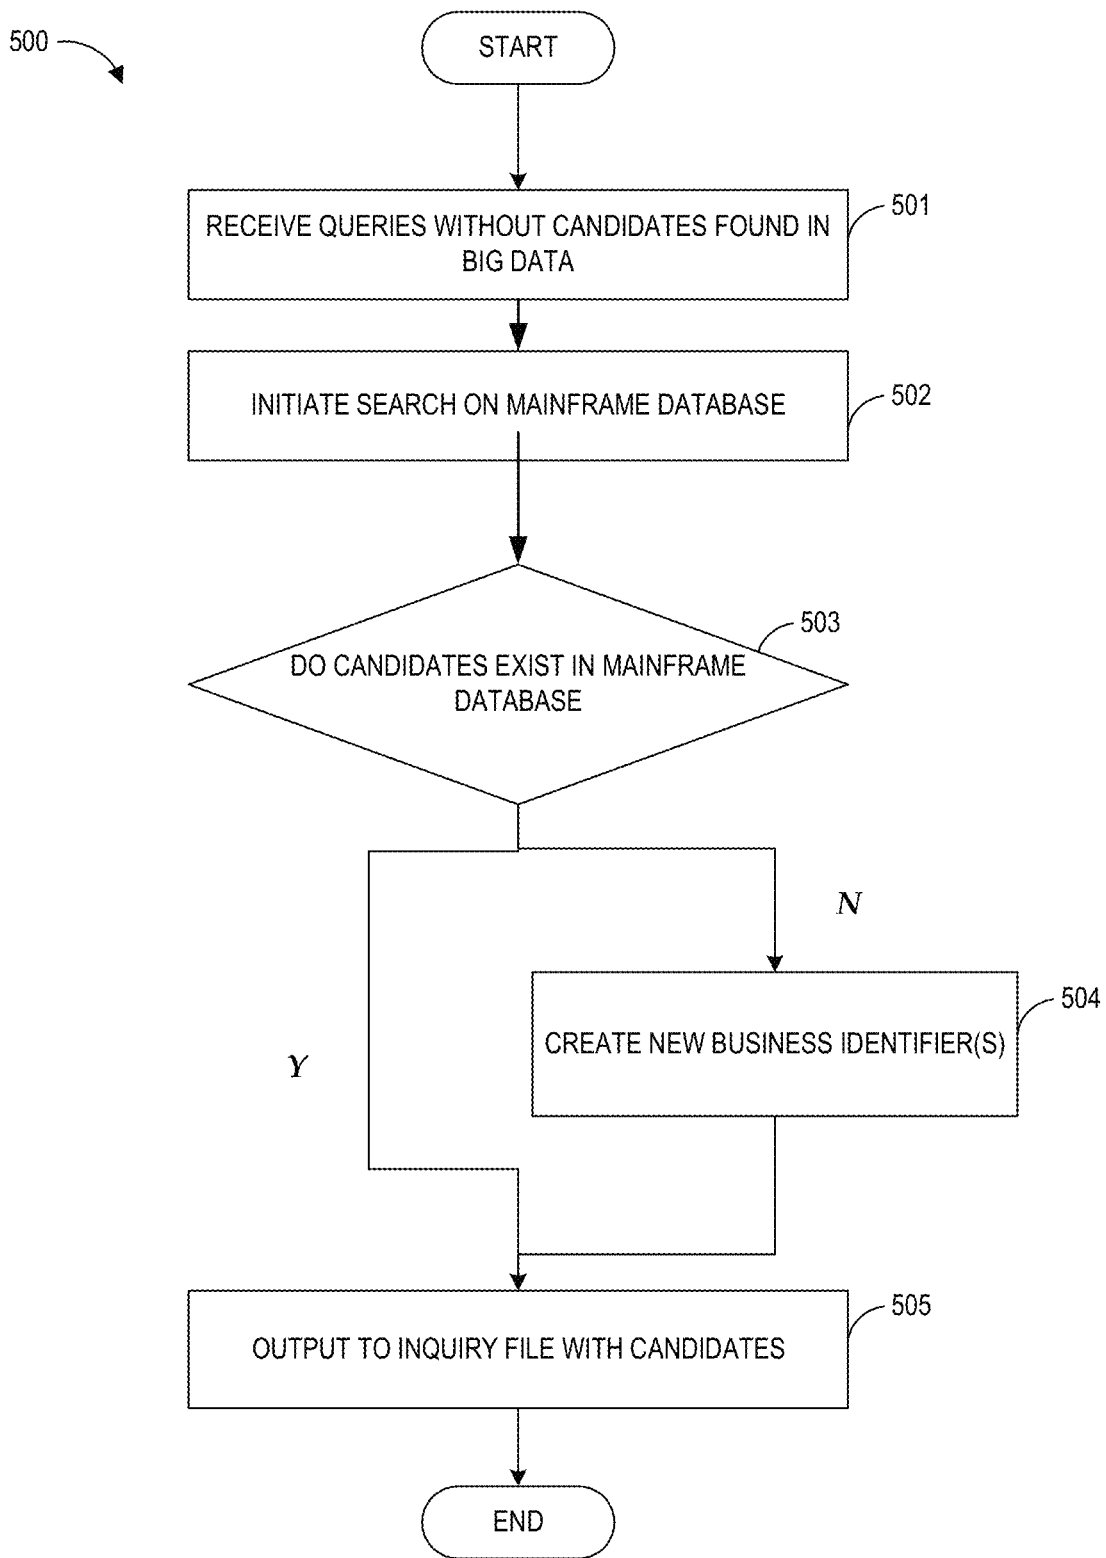 500
START
501
RECEIVE QUERIES WITHOUT CANDIDATES FOUND IN
BIG DATA
502
INITIATE SEARCH ON MAINFRAME DATABASE
503
DO CANDIDATES EXIST IN MAINFRAME
DATABASE
N
504
CREATE NEW BUSINESS IDENTIFIER(S)
Y
505
OUTPUT TO INQUIRY FILE WITH CANDIDATES
END